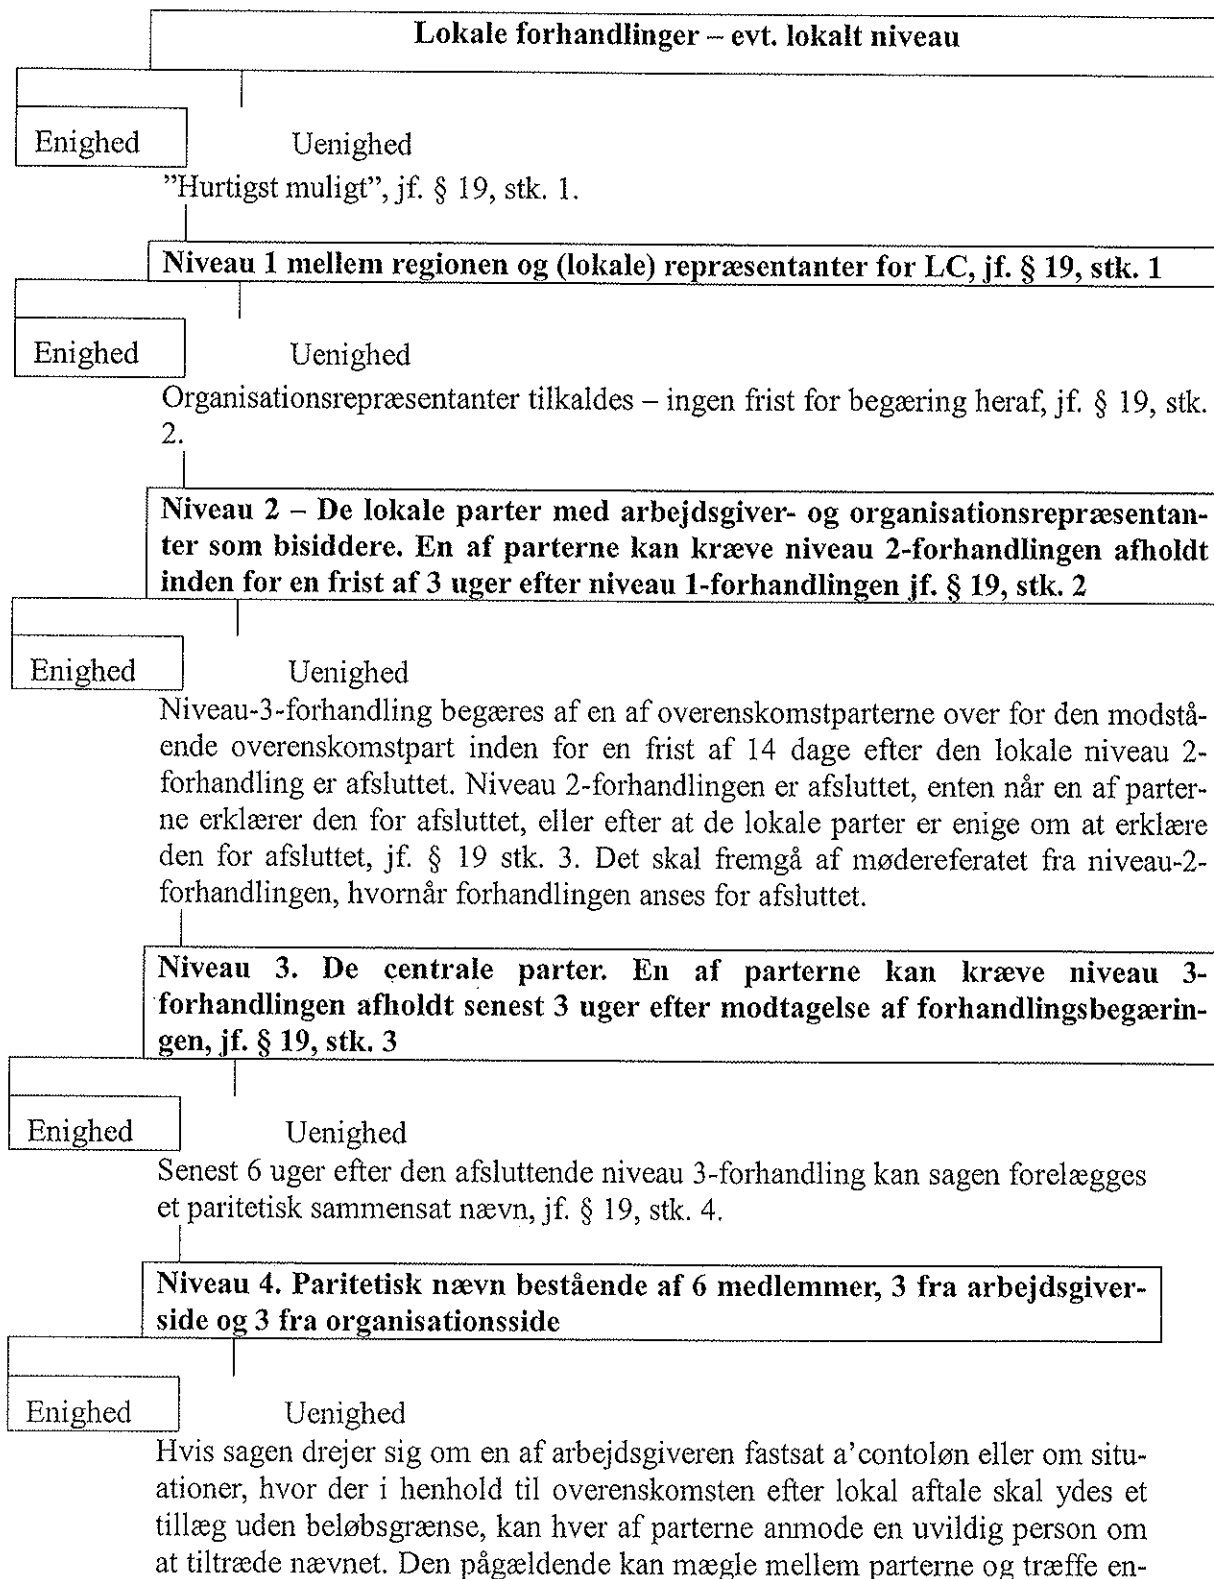 Lokale forhandlinger – evt. lokalt niveau
Enighed Uenighed
”Hurtigst muligt”, jf. § 19, stk. 1.
Niveau 1 mellem regionen og (lokale) repræsentanter for LC, jf. § 19, stk. 1
Enighed Uenighed
Organisationsrepræsentanter tilkaldes – ingen frist for begæring heraf, jf. § 19, stk.
2.
Niveau 2 – De lokale parter med arbejdsgiver- og organisationsrepræsentan-
ter som bisiddere. En af parterne kan kræve niveau 2-forhandlingen afholdt
inden for en frist af 3 uger efter niveau 1-forhandlingen jf. § 19, stk. 2
Enighed Uenighed
Niveau-3-forhandling begæres af en af overenskomstparterne over for den modstå-
ende overenskomstpart inden for en frist af 14 dage efter den lokale niveau 2-
forhandling er afsluttet. Niveau 2-forhandlingen er afsluttet, enten når en af parter-
ne erklærer den for afsluttet, eller efter at de lokale parter er enige om at erklære
den for afsluttet, jf. § 19 stk. 3. Det skal fremgå af mødereferatet fra niveau-2-
forhandlingen, hvornår forhandlingen anses for afsluttet.
Niveau 3. De centrale parter. En af parterne kan kræve niveau 3-
forhandlingen afholdt senest 3 uger efter modtagelse af forhandlingsbegærin-
gen, jf. § 19, stk. 3
Enighed Uenighed
Senest 6 uger efter den afsluttende niveau 3-forhandling kan sagen forelægges
et paritetisk sammensat nævn, jf. § 19, stk. 4.
Niveau 4. Paritetisk nævn bestående af 6 medlemmer, 3 fra arbejdsgiver-
side og 3 fra organisationsside
Enighed Uenighed
Hvis sagen drejer sig om en af arbejdsgiveren fastsat a’contoløn eller om situ-
ationer, hvor der i henhold til overenskomsten efter lokal aftale skal ydes et
tillæg uden beløbsgrænse, kan hver af parterne anmode en uvildig person om
at tiltræde nævnet. Den pågældende kan mægle mellem parterne og træffe en-